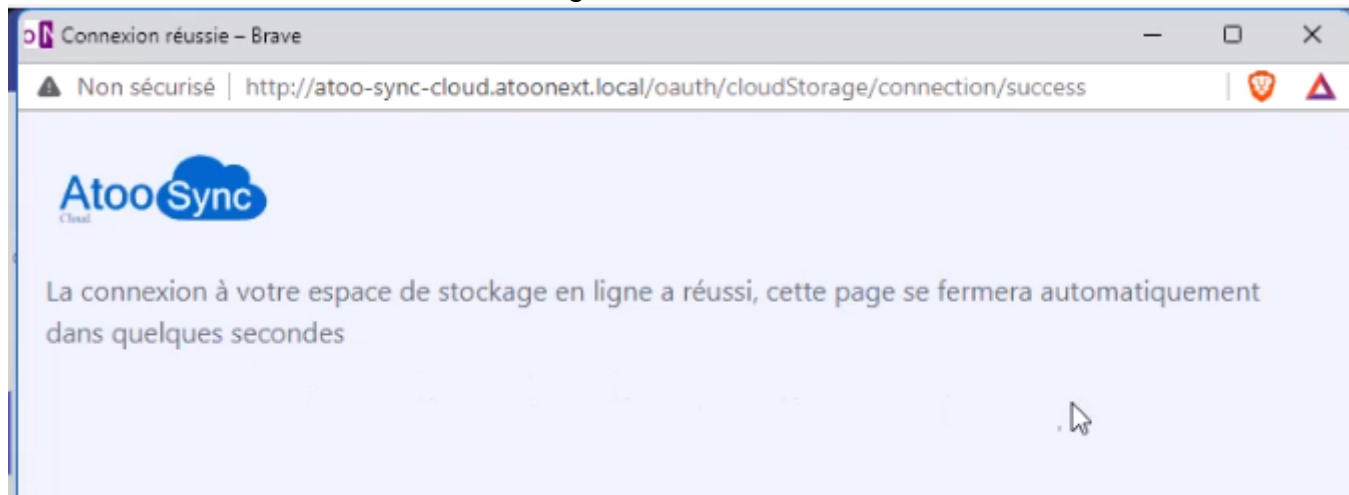 Connexion réussie – Brave
Non sécurisé | http://atoo-sync-cloud.atoonext.local/oauth/cloudStorage/connection/success
AtooSync
Cloud
La connexion à votre espace de stockage en ligne a réussi, cette page se fermera automatiquement
dans quelques secondes